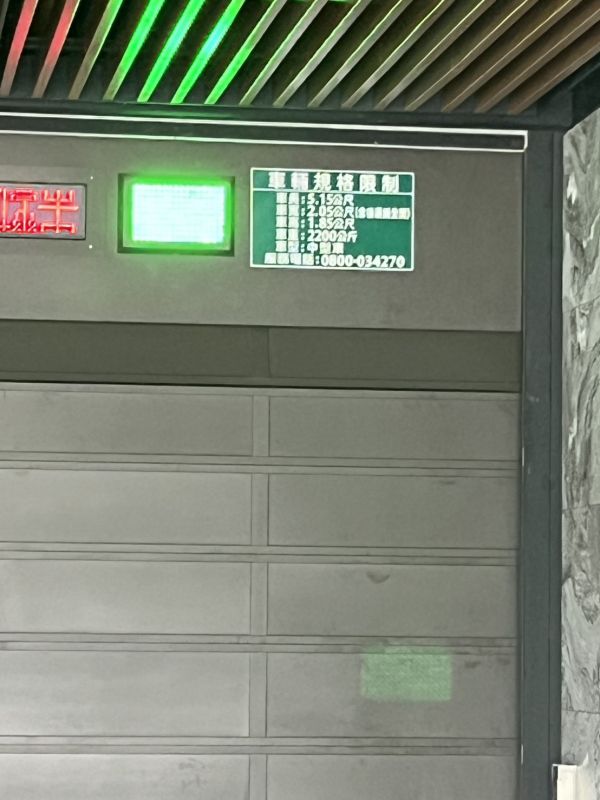 車輛規格限制
車長:5.15公尺
車寬:2.05公尺
車高:1.85公尺
車重:2200公斤
車型:中型車
服務電話:0800-034270